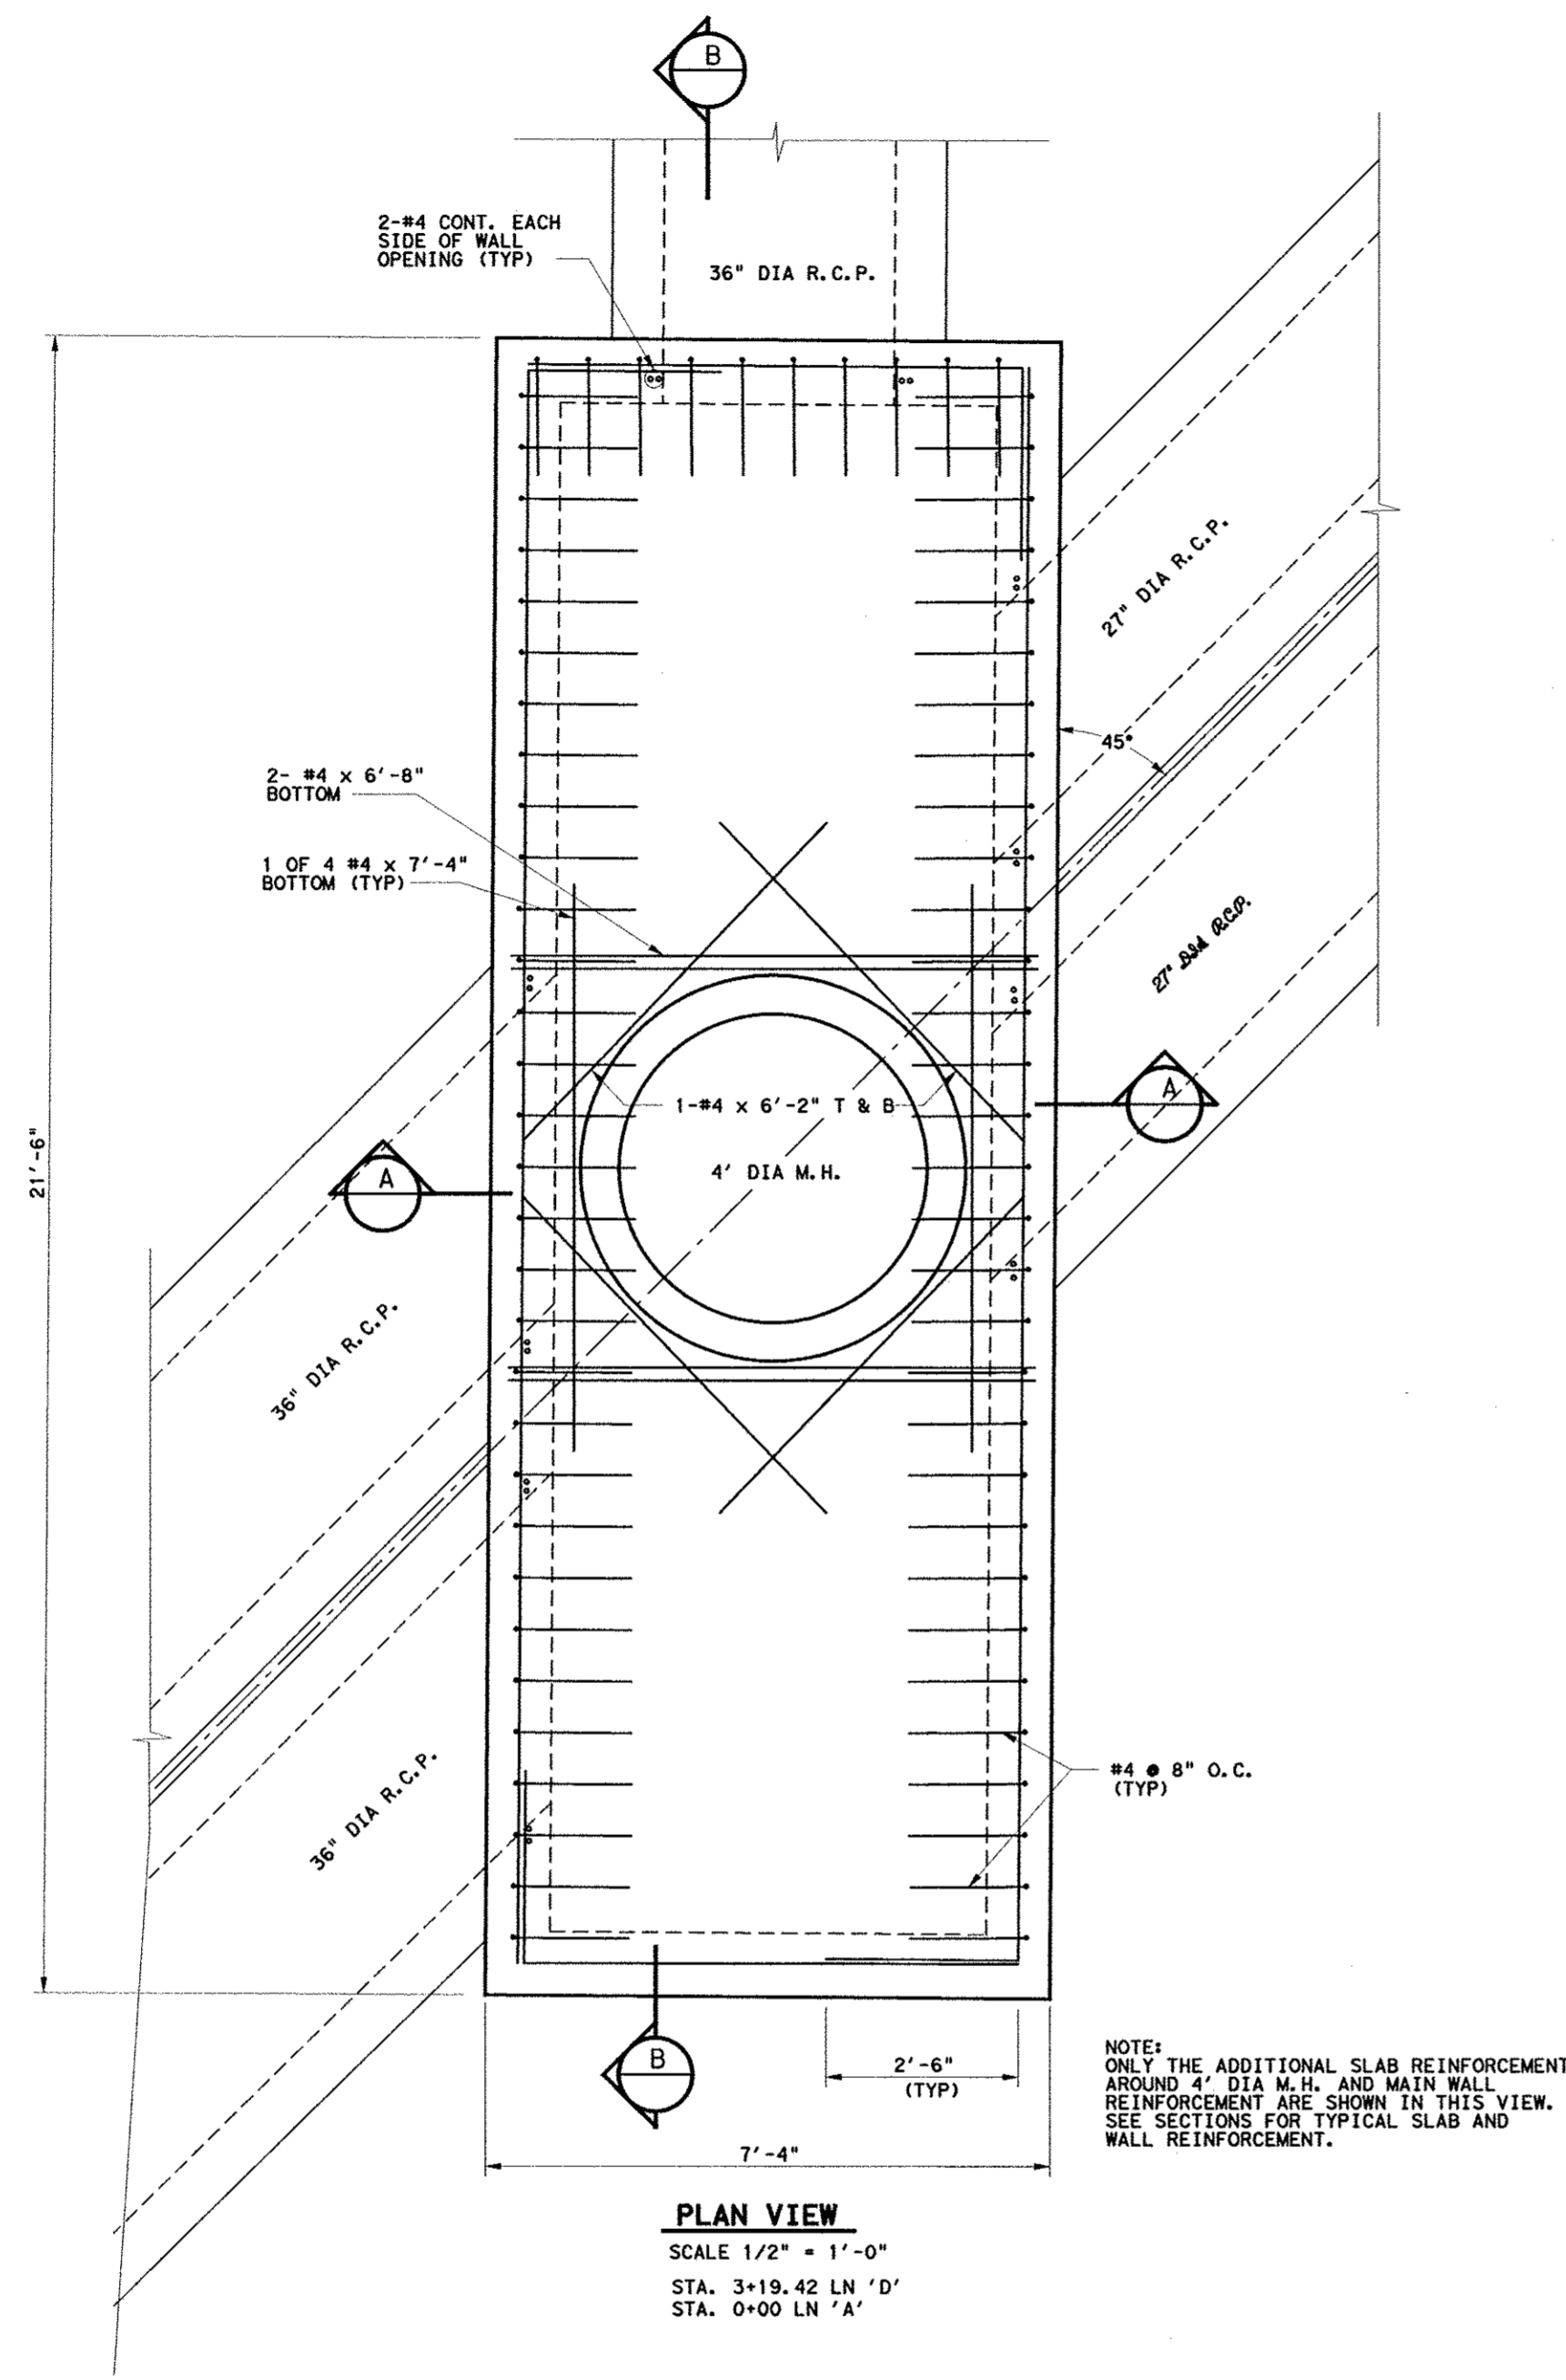 B
2-#4 CONT. EACH
SIDE OF WALL
OPENING (TYP)
36" DIA R.C.P.
27" DIA R.C.P.
45°
2- #4 x 6'-8"
BOTTOM
1 OF 4 #4 x 7'-4"
BOTTOM (TYP)
27" DIA R.C.P.
1-#4 x 6'-2" T & B
A
4' DIA M.H.
A
21'-6"
36" DIA R.C.P.
36" DIA R.C.P.
#4 @ 8" O.C.
(TYP)
B
2'-6"
(TYP)
7'-4"
NOTE:
ONLY THE ADDITIONAL SLAB REINFORCEMENT
AROUND 4' DIA M.H. AND MAIN WALL
REINFORCEMENT ARE SHOWN IN THIS VIEW.
SEE SECTIONS FOR TYPICAL SLAB AND
WALL REINFORCEMENT.
PLAN VIEW
SCALE 1/2" = 1'-0"
STA. 3+19.42 LN 'D'
STA. 0+00 LN 'A'